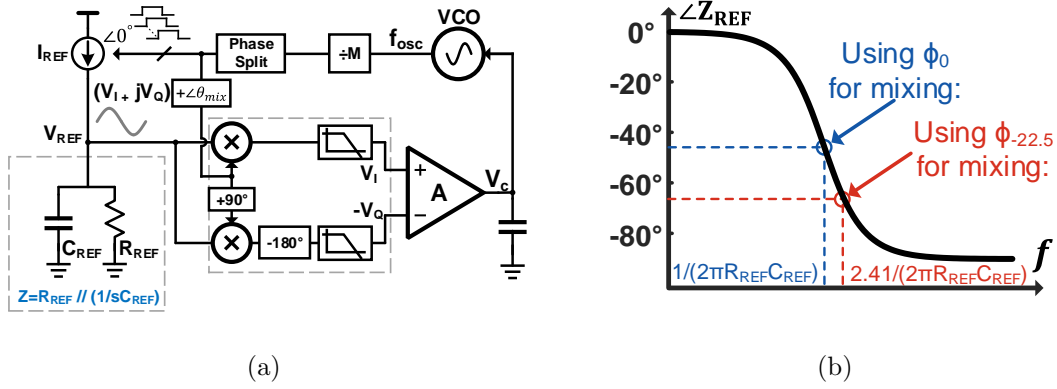 VCO
∠0°
I_REF
Phase Split
÷M
f_osc
(V_I + jV_Q)
+∠θ_mix
V_REF
V_I
+90°
-V_Q
-180°
+
A
−
V_c
C_REF
R_REF
Z=R_REF // (1/sC_REF)
(a)
∠Z_REF
0°
-20°
-40°
-60°
-80°
Using ϕ_0
for mixing:
Using ϕ_-22.5
for mixing:
1/(2πR_REFC_REF)
2.41/(2πR_REFC_REF)
f
(b)